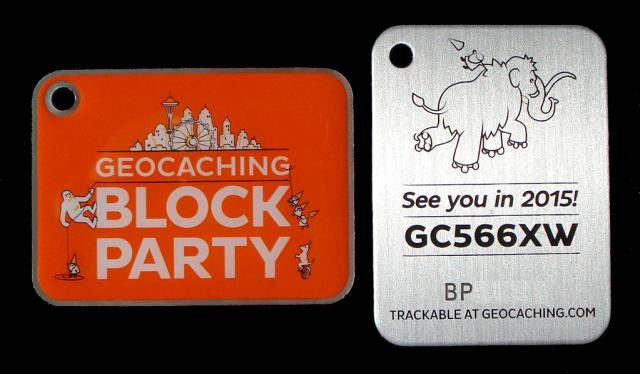 GEOCACHING
BLOCK
PARTY
See you in 2015!
GC566XW
BP
TRACKABLE AT GEOCACHING.COM